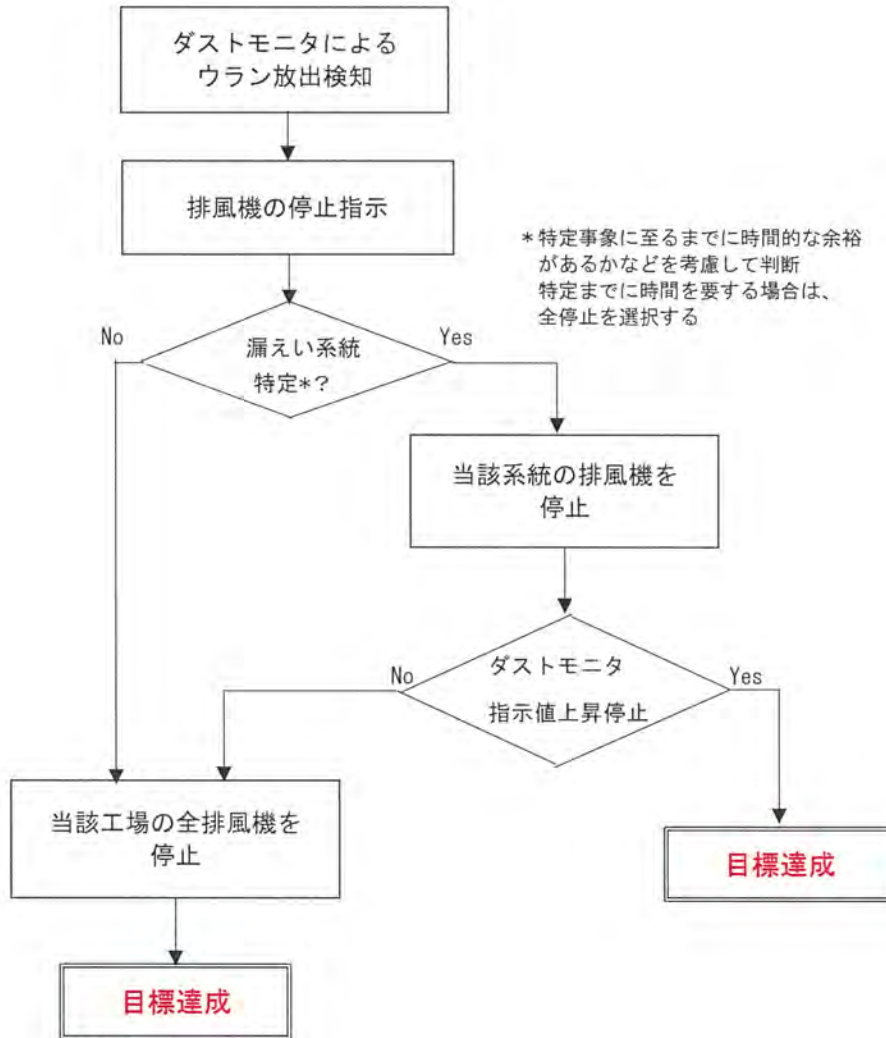 ダストモニタによる
ウラン放出検知
排風機の停止指示
*特定事象に至るまでに時間的な余裕
があるかなどを考慮して判断
特定までに時間を要する場合は、
全停止を選択する
No
漏えい系統
特定*?
Yes
当該系統の排風機を
停止
No
ダストモニタ
指示値上昇停止
Yes
当該工場の全排風機を
停止
目標達成
目標達成